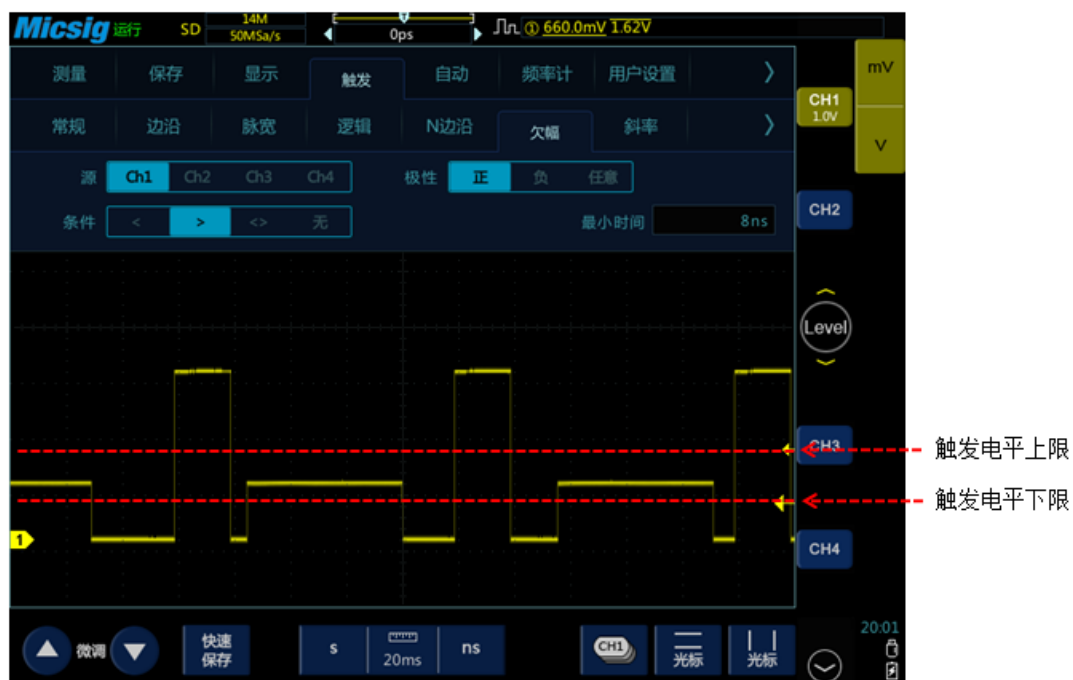 Micsig 运行 SD 14M 50MSa/s 0ps T ① 660.0mV 1.62V
测量 保存 显示 触发 自动 频率计 用户设置 〉
常规 边沿 脉宽 逻辑 N边沿 欠幅 斜率 〉
源 Ch1 Ch2 Ch3 Ch4 极性 正 负 任意
条件 < > <> 无 最小时间 8ns
mV
CH1
1.0V
V
CH2
Level
CH3
触发电平上限
触发电平下限
1
CH4
微调 快速保存 s 20ms ns CH1 光标 光标
20:01